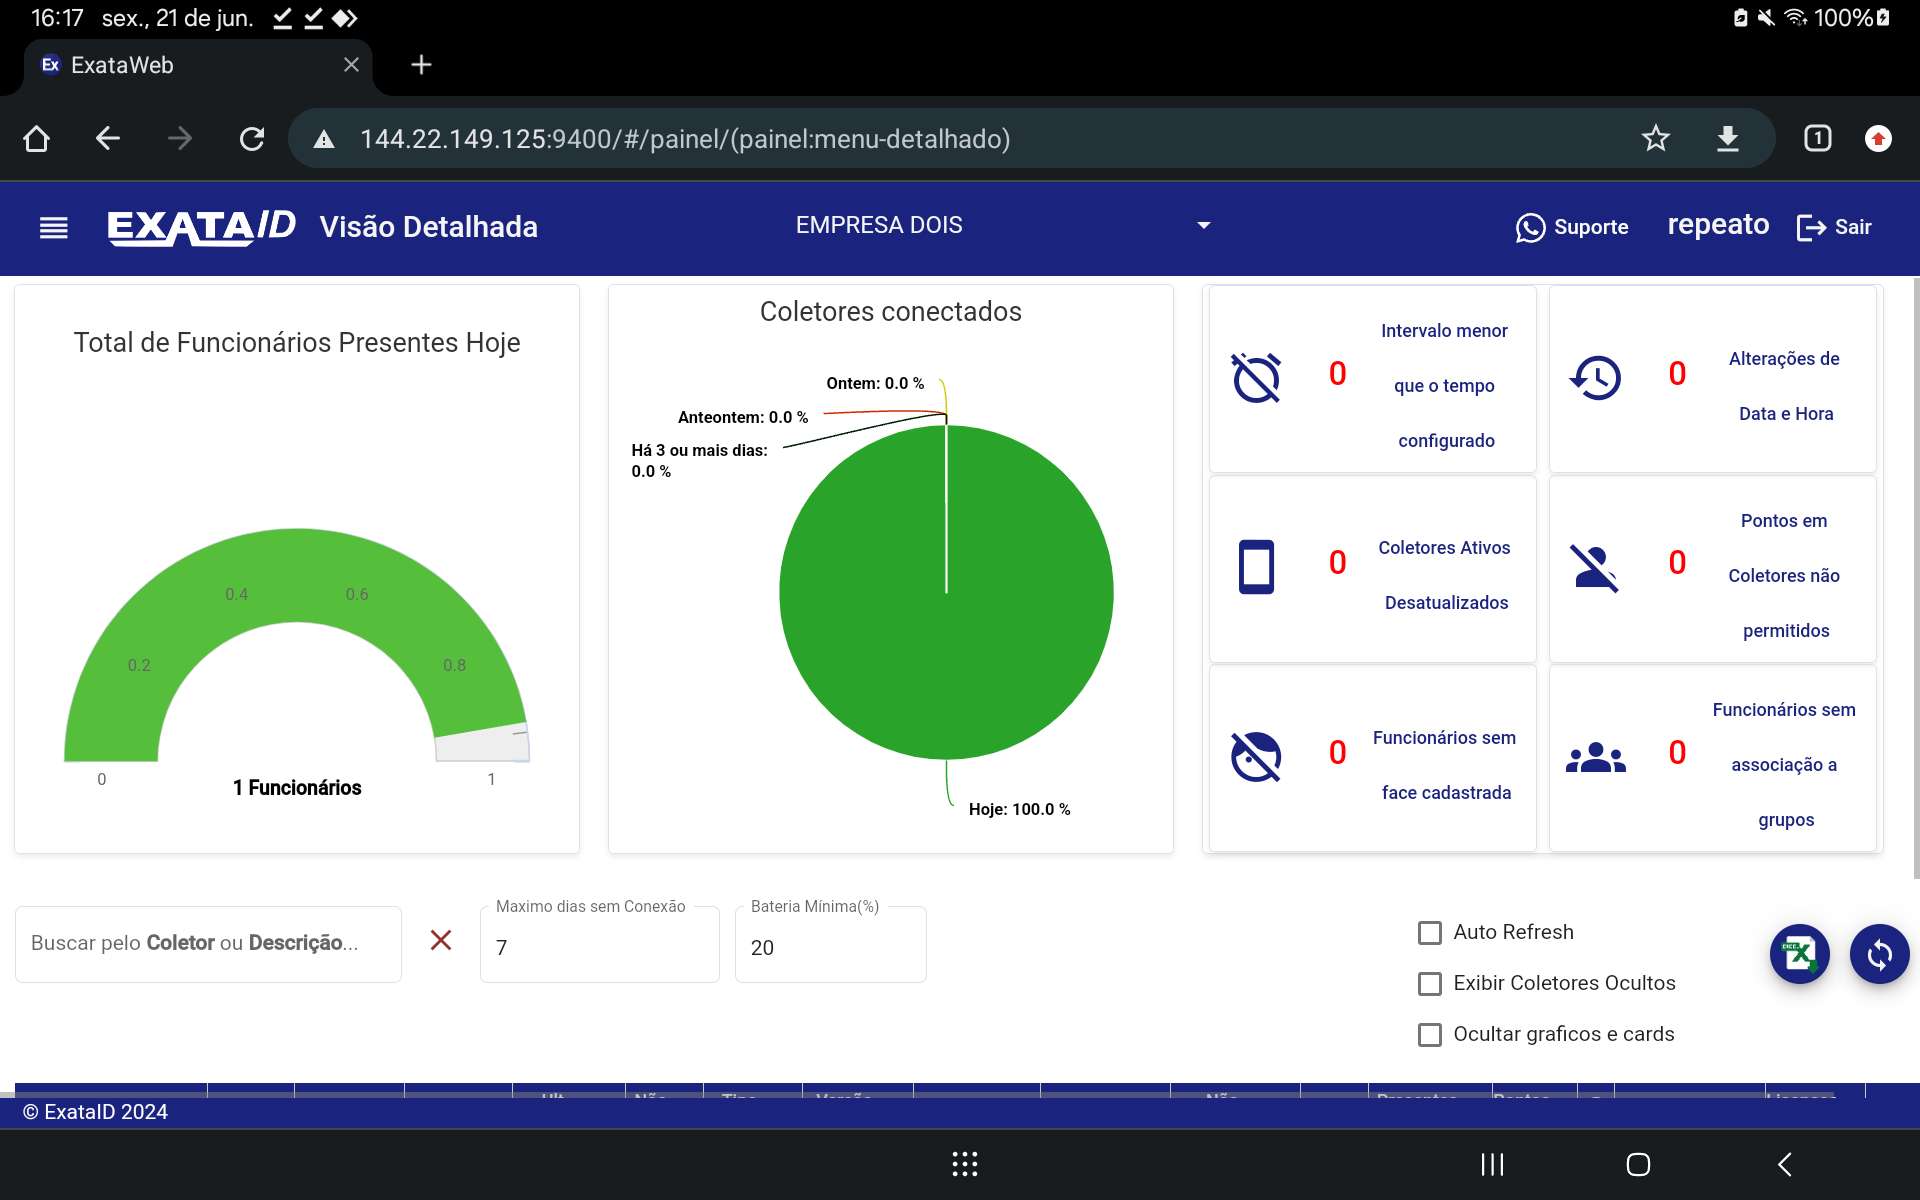 16:17 sex., 21 de jun.
100%
Ex ExataWeb
144.22.149.125:9400/#/painel/(painel:menu-detalhado)
1
EXATAID Visão Detalhada
EMPRESA DOIS
Suporte
repeato
Sair
Total de Funcionários Presentes Hoje
0.4
0.6
0.2
0.8
0
1
1 Funcionários
Coletores conectados
Ontem: 0.0 %
Anteontem: 0.0 %
Há 3 ou mais dias:
0.0 %
Hoje: 100.0 %
0
Intervalo menor
que o tempo
configurado
0
Alterações de
Data e Hora
0
Coletores Ativos
Desatualizados
0
Pontos em
Coletores não
permitidos
0
Funcionários sem
face cadastrada
0
Funcionários sem
associação a
grupos
Buscar pelo Coletor ou Descrição...
Maximo dias sem Conexão
7
Bateria Mínima(%)
20
Auto Refresh
Exibir Coletores Ocultos
Ocultar graficos e cards
© ExataID 2024